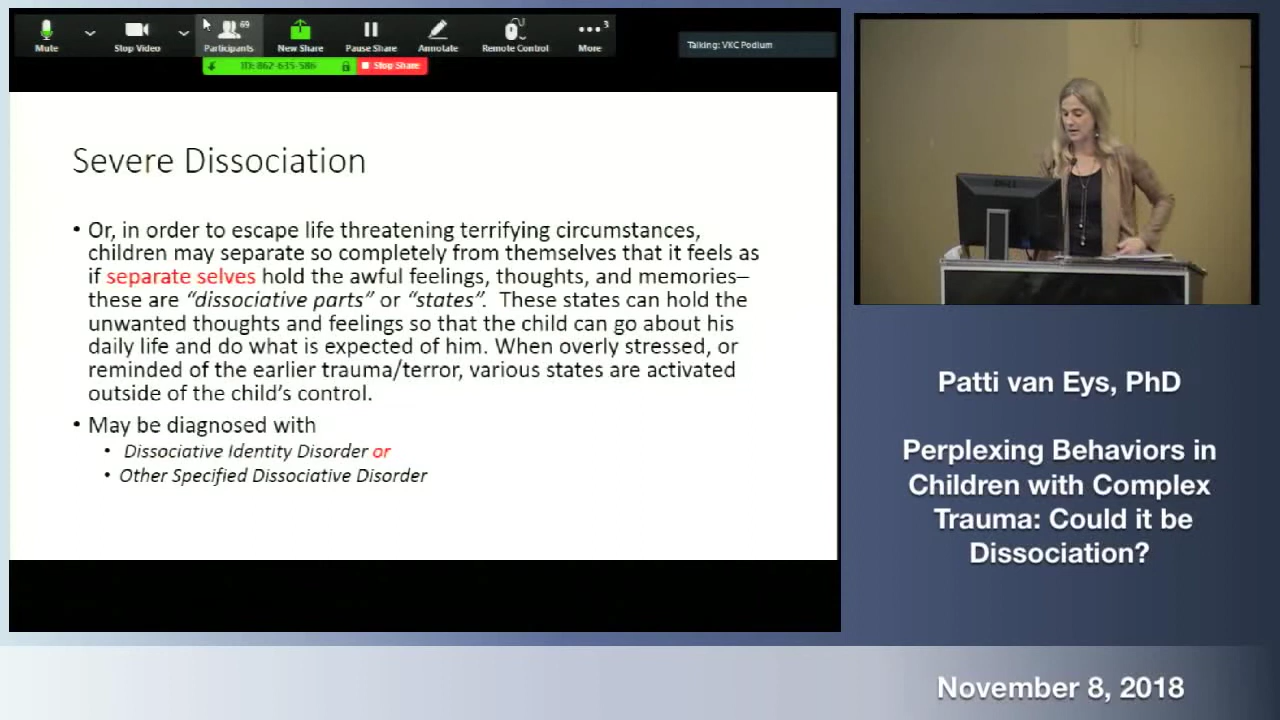 Mute
Stop Video
69
Participants
New Share
Pause Share
Annotate
Remote Control
3
More
ID: 862-635-586
Stop Share
Talking: VKC Podium
Severe Dissociation
• Or, in order to escape life threatening terrifying circumstances,
children may separate so completely from themselves that it feels as
if separate selves hold the awful feelings, thoughts, and memories–
these are “dissociative parts” or “states”. These states can hold the
unwanted thoughts and feelings so that the child can go about his
daily life and do what is expected of him. When overly stressed, or
reminded of the earlier trauma/terror, various states are activated
outside of the child’s control.
• May be diagnosed with
• Dissociative Identity Disorder or
• Other Specified Dissociative Disorder
DELL
Patti van Eys, PhD
Perplexing Behaviors in
Children with Complex
Trauma: Could it be
Dissociation?
November 8, 2018